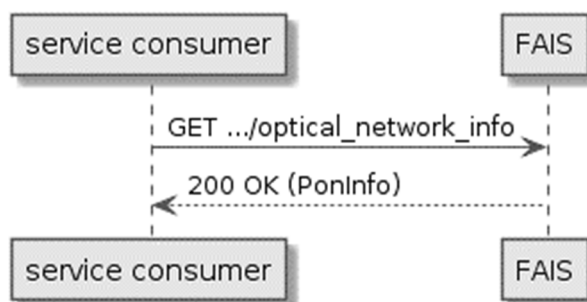 service consumer
FAIS
GET .../optical_network_info
200 OK (PonInfo)
service consumer
FAIS